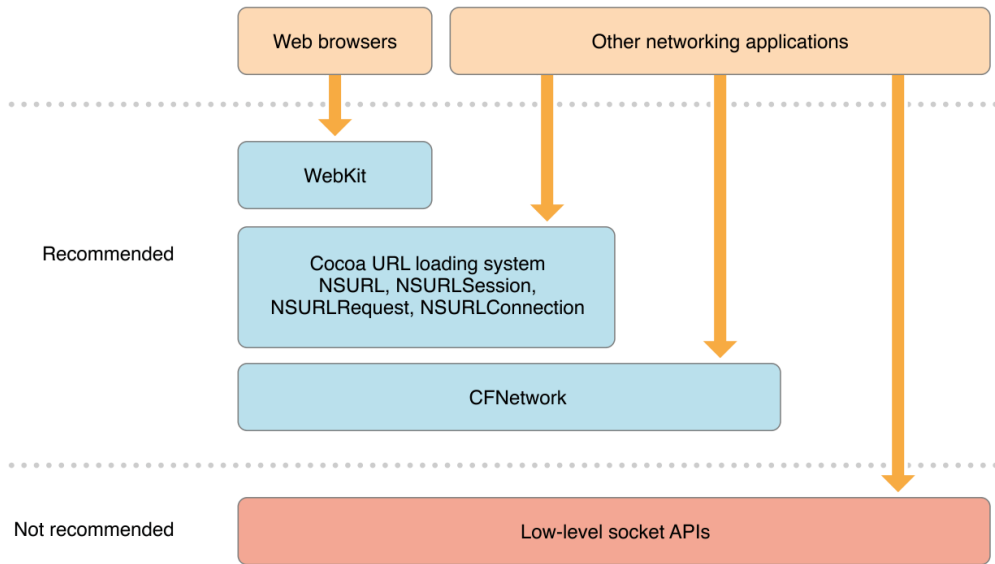 Web browsers
Other networking applications
WebKit
Recommended
Cocoa URL loading system
NSURL, NSURLSession,
NSURLRequest, NSURLConnection
CFNetwork
Not recommended
Low-level socket APIs